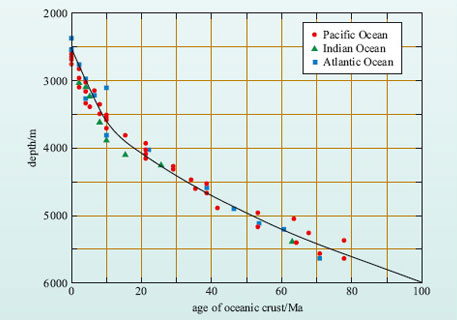 2000
3000
4000
5000
6000
depth/m
Pacific Ocean
Indian Ocean
Atlantic Ocean
0
20
40
60
80
100
age of oceanic crust/Ma